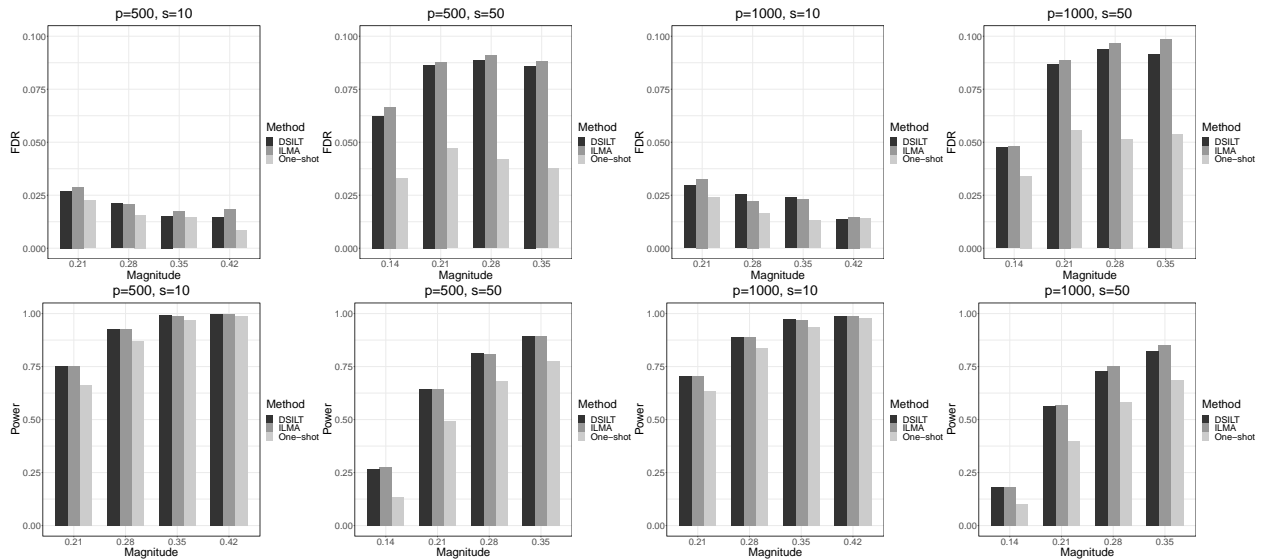 p=500, s=10
0.100
0.075
0.050
0.025
0.000
FDR
0.21 0.28 0.35 0.42
Magnitude
Method
DSILT
ILMA
One-shot
p=500, s=50
0.100
0.075
0.050
0.025
0.000
FDR
0.14 0.21 0.28 0.35
Magnitude
Method
DSILT
ILMA
One-shot
p=1000, s=10
0.100
0.075
0.050
0.025
0.000
FDR
0.21 0.28 0.35 0.42
Magnitude
Method
DSILT
ILMA
One-shot
p=1000, s=50
0.100
0.075
0.050
0.025
0.000
FDR
0.14 0.21 0.28 0.35
Magnitude
Method
DSILT
ILMA
One-shot
p=500, s=10
1.00
0.75
0.50
0.25
0.00
Power
0.21 0.28 0.35 0.42
Magnitude
Method
DSILT
ILMA
One-shot
p=500, s=50
1.00
0.75
0.50
0.25
0.00
Power
0.14 0.21 0.28 0.35
Magnitude
Method
DSILT
ILMA
One-shot
p=1000, s=10
1.00
0.75
0.50
0.25
0.00
Power
0.21 0.28 0.35 0.42
Magnitude
Method
DSILT
ILMA
One-shot
p=1000, s=50
1.00
0.75
0.50
0.25
0.00
Power
0.14 0.21 0.28 0.35
Magnitude
Method
DSILT
ILMA
One-shot